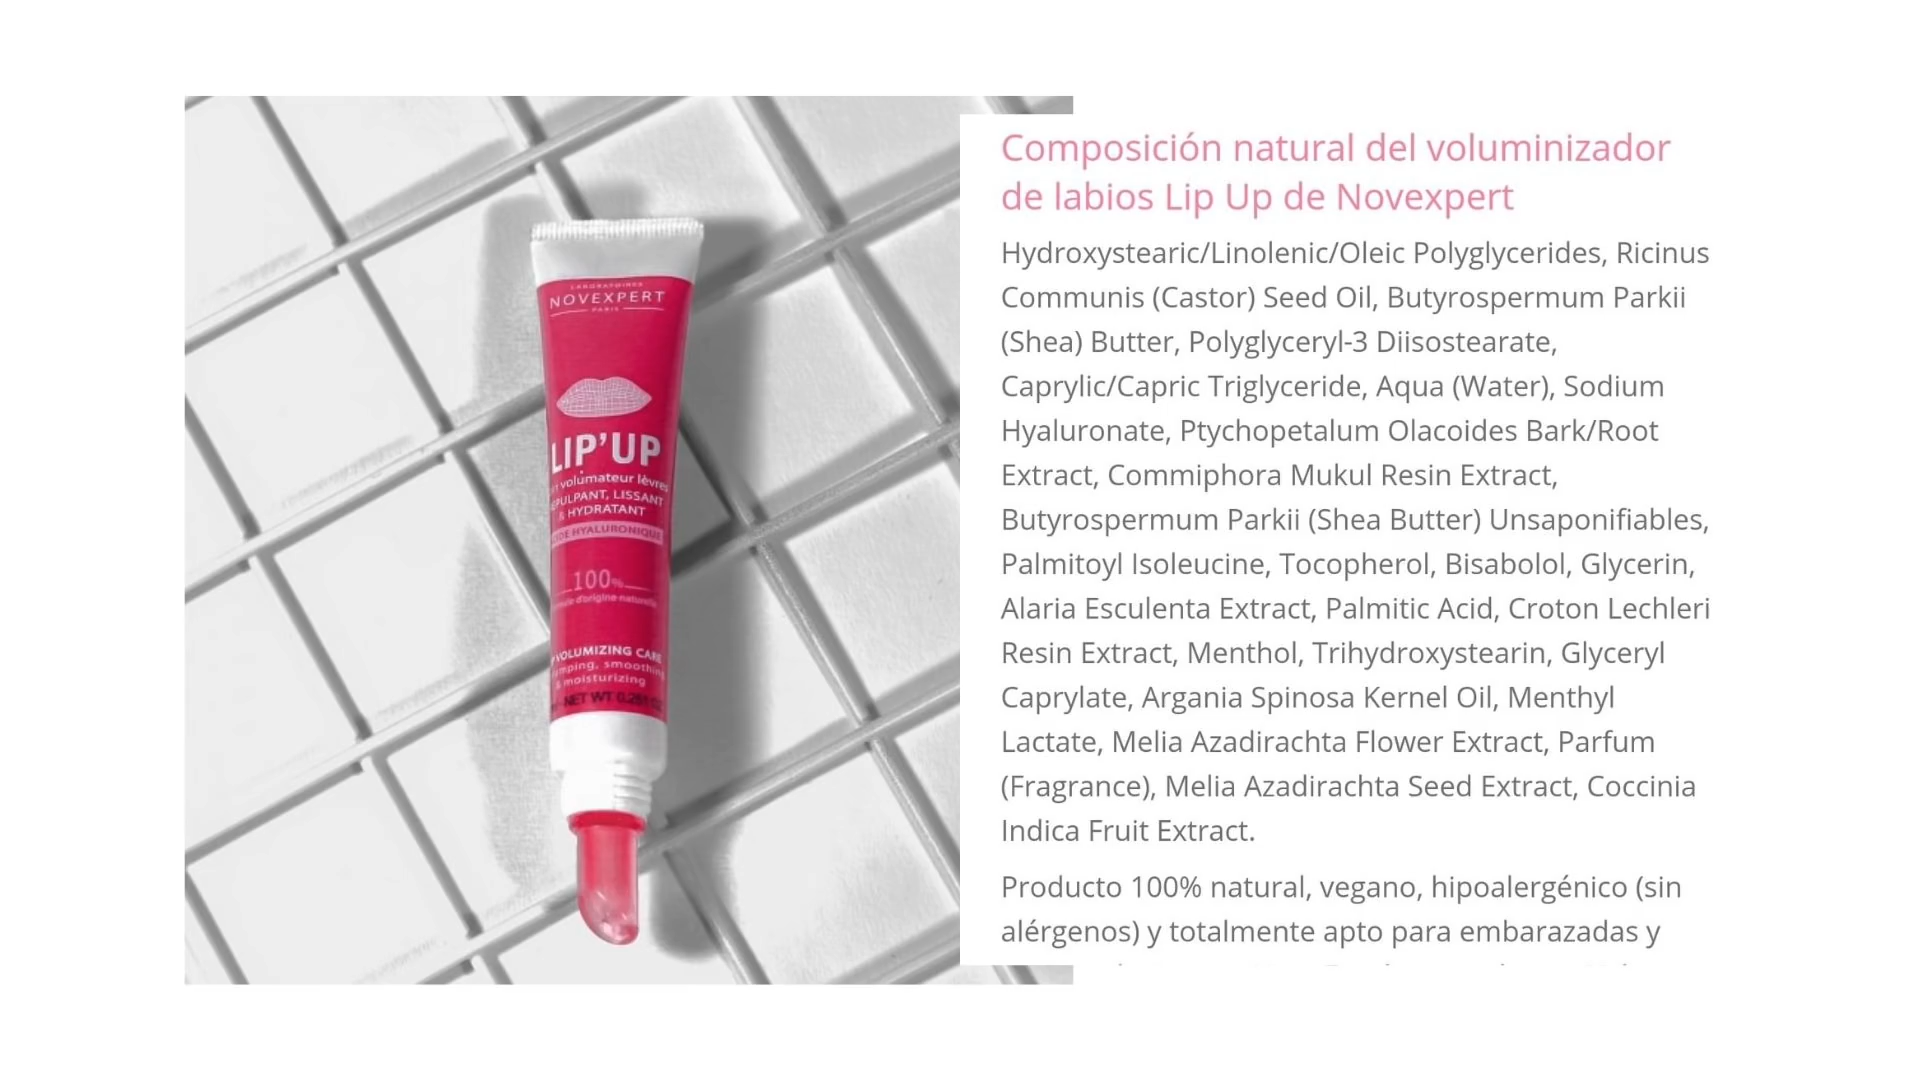 LABORATOIRES
NOVEXPERT
PARIS
LIP'UP
volumateur lèvres
REPULPANT, LISSANT
& HYDRATANT
ACIDE HYALURONIQUE
100%
d'origine naturelle
VOLUMIZING CARE
smoothing
& moisturizing
NET WT.
Composición natural del voluminizador
de labios Lip Up de Novexpert
Hydroxystearic/Linolenic/Oleic Polyglycerides, Ricinus
Communis (Castor) Seed Oil, Butyrospermum Parkii
(Shea) Butter, Polyglyceryl-3 Diisostearate,
Caprylic/Capric Triglyceride, Aqua (Water), Sodium
Hyaluronate, Ptychopetalum Olacoides Bark/Root
Extract, Commiphora Mukul Resin Extract,
Butyrospermum Parkii (Shea Butter) Unsaponifiables,
Palmitoyl Isoleucine, Tocopherol, Bisabolol, Glycerin,
Alaria Esculenta Extract, Palmitic Acid, Croton Lechleri
Resin Extract, Menthol, Trihydroxystearin, Glyceryl
Caprylate, Argania Spinosa Kernel Oil, Menthyl
Lactate, Melia Azadirachta Flower Extract, Parfum
(Fragrance), Melia Azadirachta Seed Extract, Coccinia
Indica Fruit Extract.
Producto 100% natural, vegano, hipoalergénico (sin
alérgenos) y totalmente apto para embarazadas y